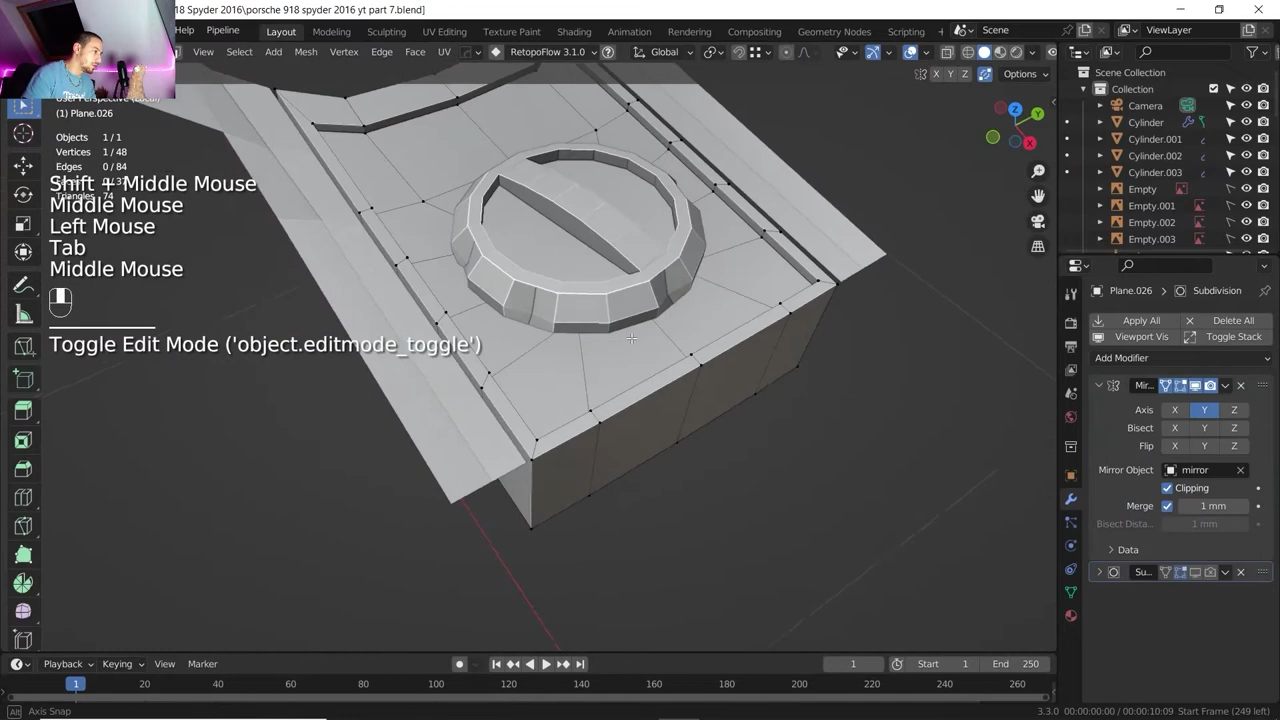 18 Spyder 2016\porsche 918 spyder 2016 yt part 7.blend]
Help Pipeline
Layout Modeling Sculpting UV Editing Texture Paint Shading Animation Rendering Compositing Geometry Nodes Scripting
Scene
ViewLayer
View Select Add Mesh Vertex Edge Face UV
RetopoFlow 3.1.0
Global
X Y Z
Options
(1) Plane.026
Objects 1 / 1
Vertices 1 / 48
Edges 0 / 84
Triangles 74
Shift + Middle Mouse
Middle Mouse
Left Mouse
Tab
Middle Mouse
Toggle Edit Mode ('object.editmode_toggle')
Z
Y
X
Scene Collection
Collection
Camera
Cylinder
Cylinder.001
Cylinder.002
Cylinder.003
Empty
Empty.001
Empty.002
Empty.003
Plane.026 > Subdivision
Apply All Delete All
Viewport Vis Toggle Stack
Add Modifier
Mir...
Axis X Y Z
Bisect X Y Z
Flip X Y Z
Mirror Object mirror
Clipping
Merge 1 mm
Bisect Dista... 1 mm
Data
Su...
Playback Keying View Marker
1 Start 1 End 250
1 20 40 60 80 100 120 140 160 180 200 220 240 260
Alt Axis Snap
3.3.0 00:00:00:00 / 00:00:10:09 Start Frame (249 left)